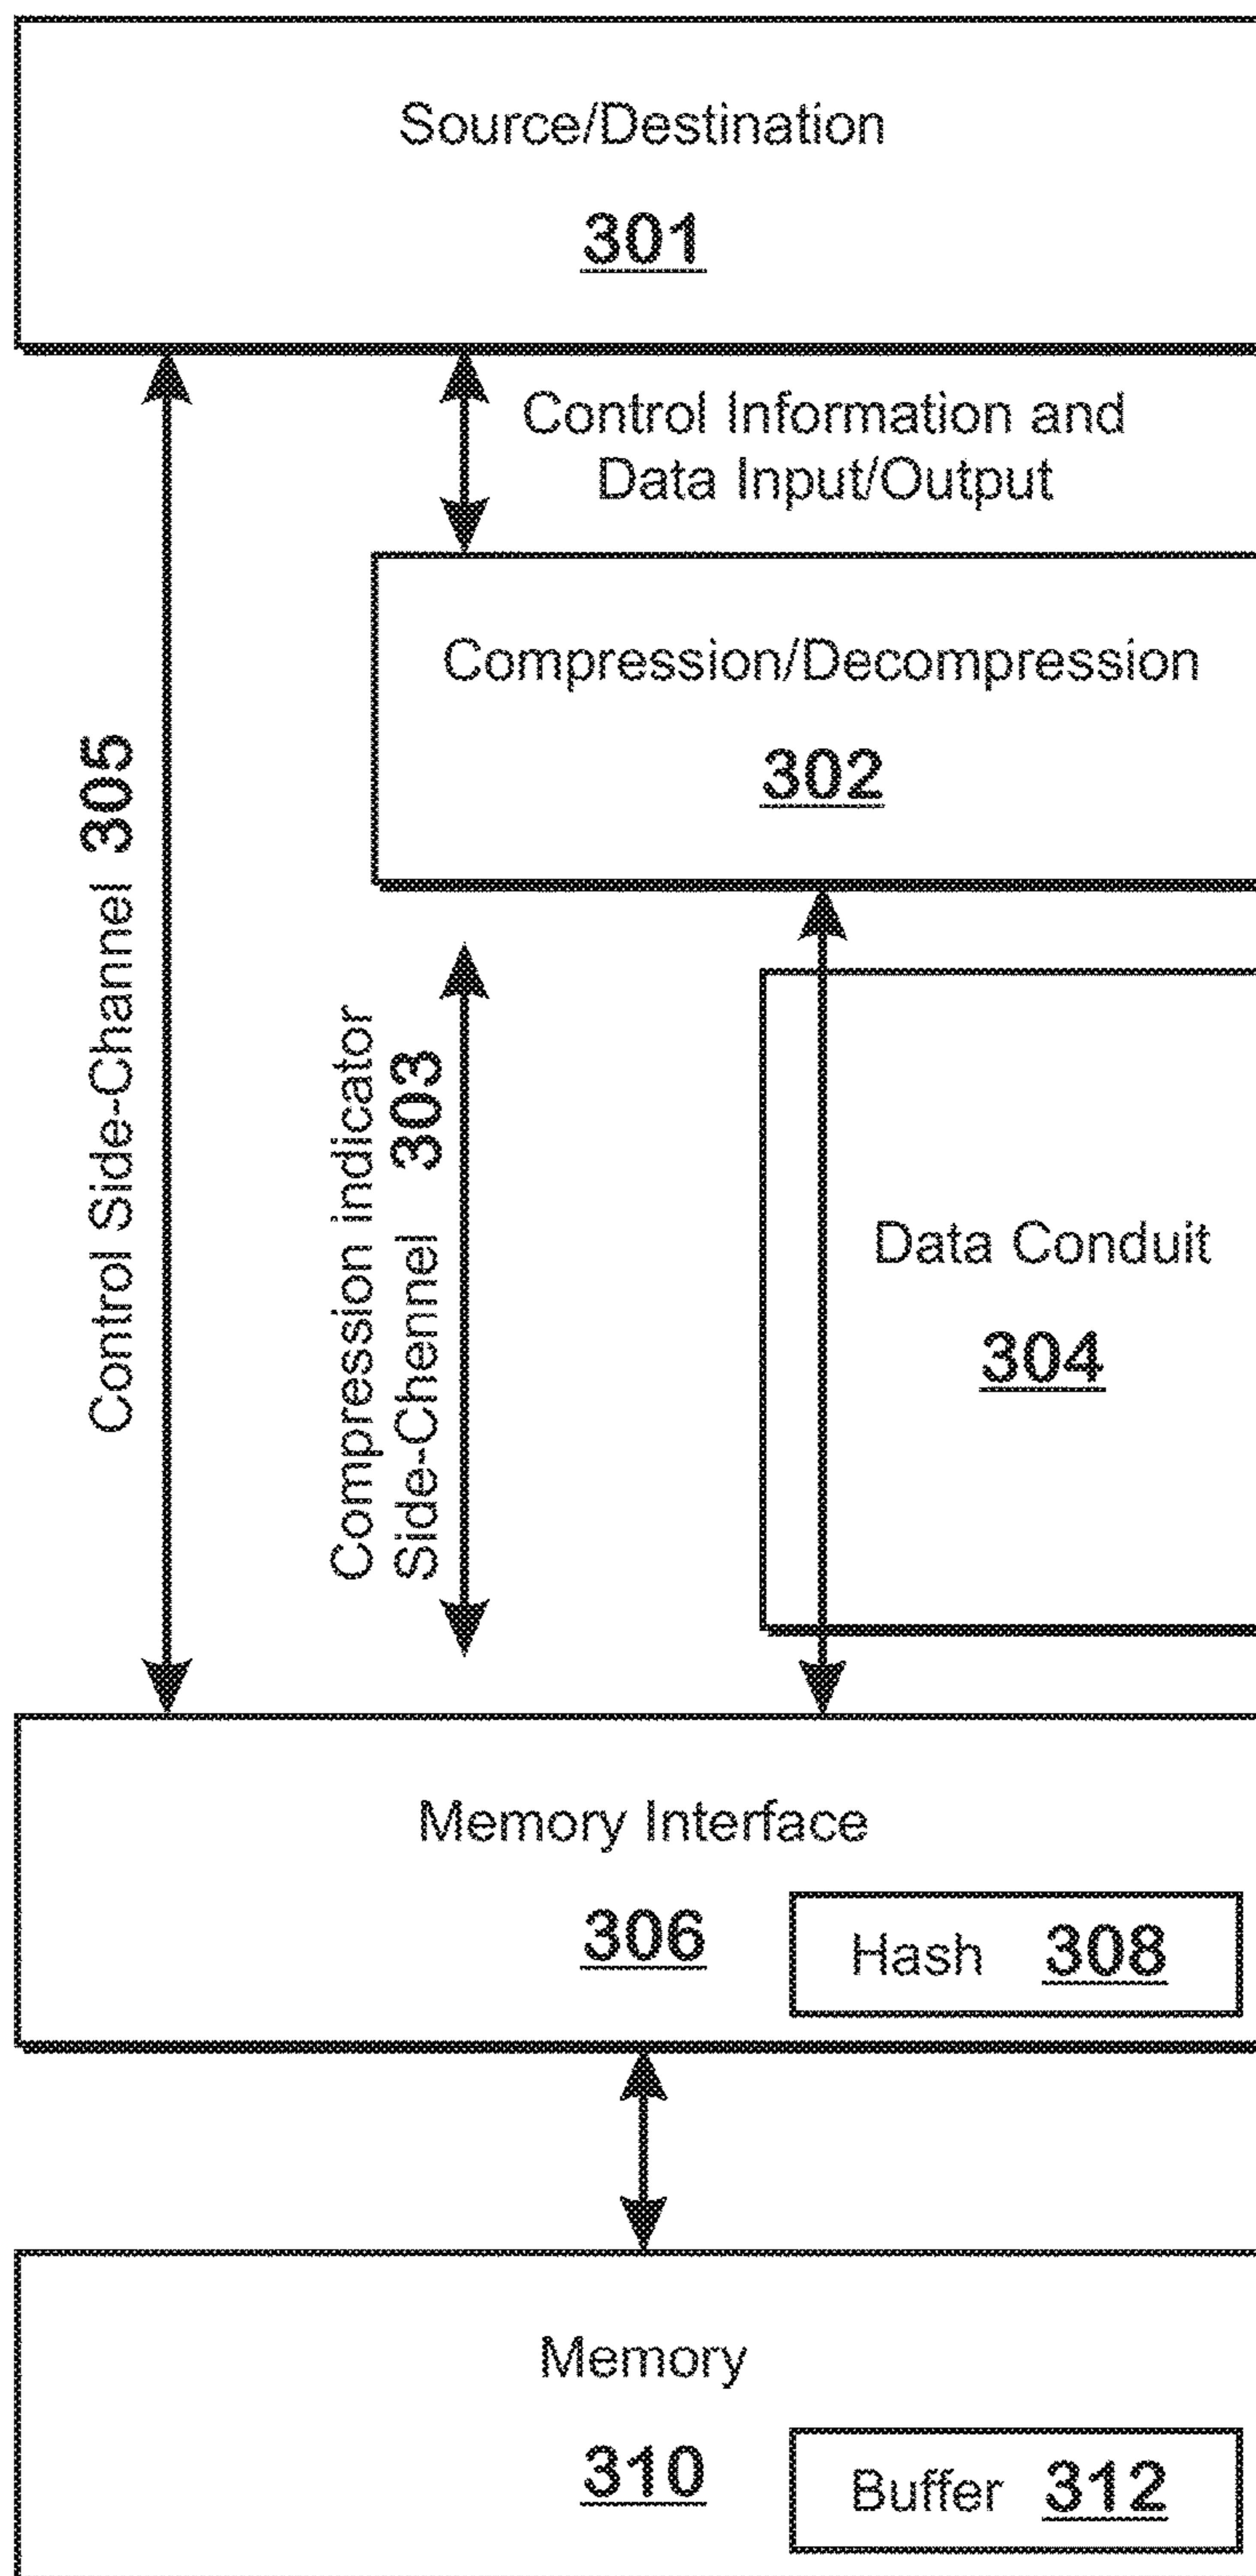 Source/Destination
301
Control Information and
Data Input/Output
Compression/Decompression
302
Control Side-Channel 305
Compression indicator
Side-Chennel 303
Data Conduit
304
Memory Interface
306
Hash 308
Memory
310
Buffer 312